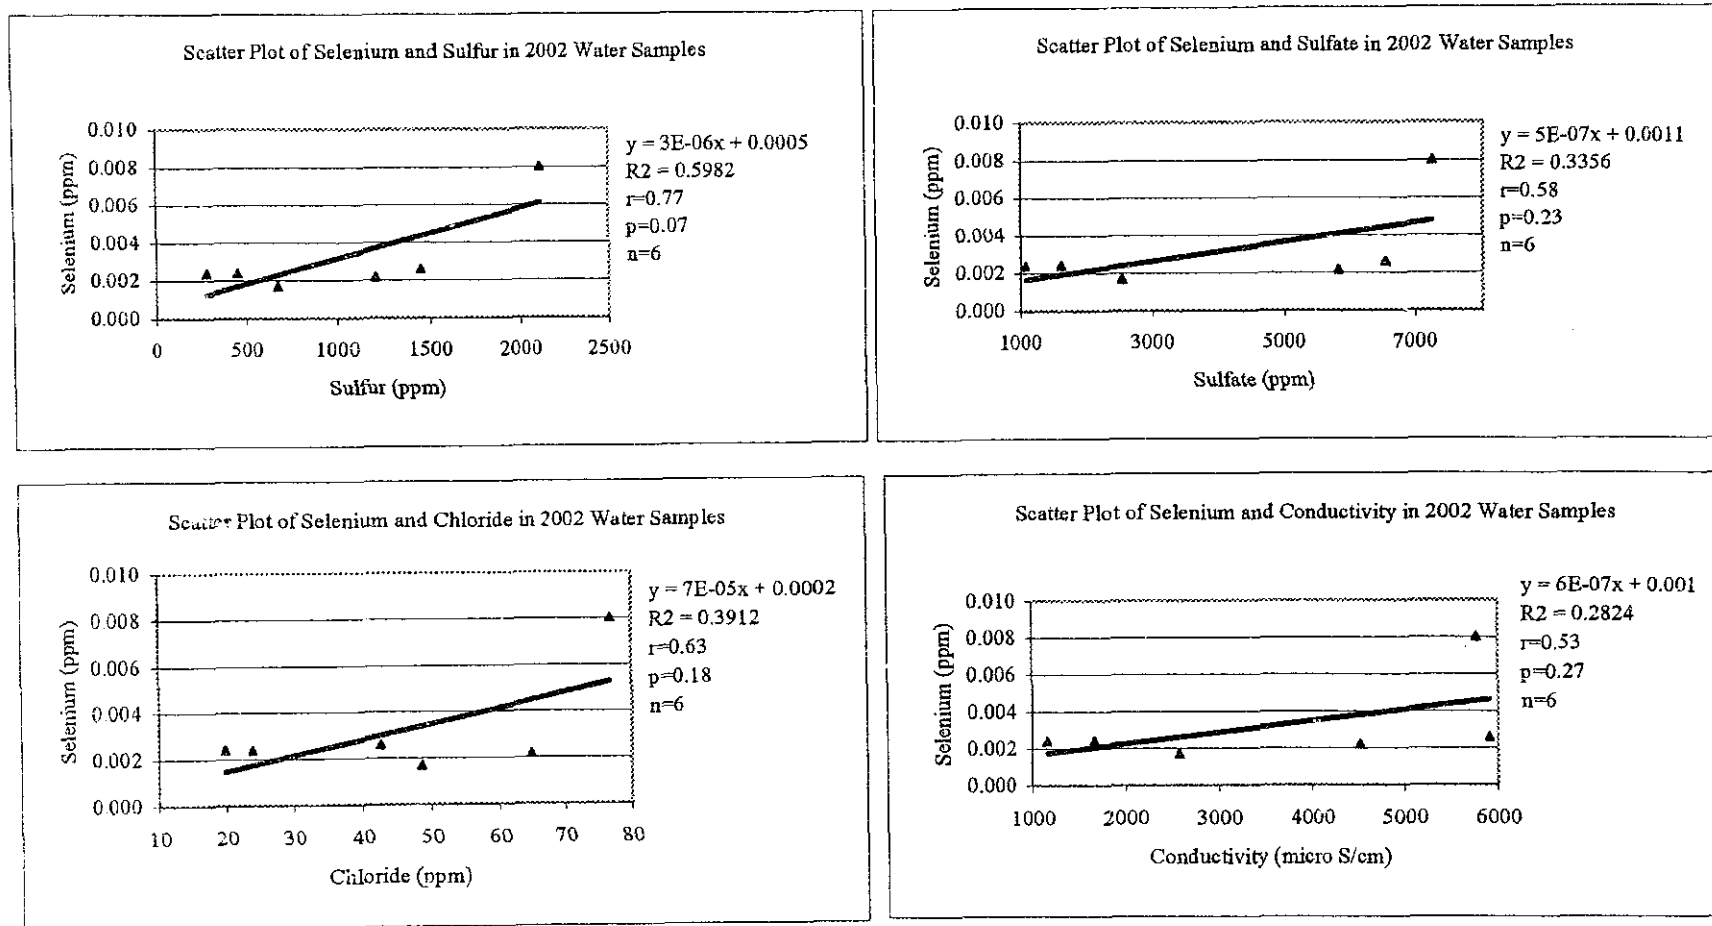 Scatter Plot of Selenium and Sulfur in 2002 Water Samples
Selenium (ppm)
0.010
0.008
0.006
0.004
0.002
0.000
0 500 1000 1500 2000 2500
Sulfur (ppm)
y = 3E-06x + 0.0005
R2 = 0.5982
r=0.77
p=0.07
n=6
Scatter Plot of Selenium and Sulfate in 2002 Water Samples
Selenium (ppm)
0.010
0.008
0.006
0.004
0.002
0.000
1000 3000 5000 7000
Sulfate (ppm)
y = 5E-07x + 0.0011
R2 = 0.3356
r=0.58
p=0.23
n=6
Scatter Plot of Selenium and Chloride in 2002 Water Samples
Selenium (ppm)
0.010
0.008
0.006
0.004
0.002
0.000
10 20 30 40 50 60 70 80
Chloride (ppm)
y = 7E-05x + 0.0002
R2 = 0.3912
r=0.63
p=0.18
n=6
Scatter Plot of Selenium and Conductivity in 2002 Water Samples
Selenium (ppm)
0.010
0.008
0.006
0.004
0.002
0.000
1000 2000 3000 4000 5000 6000
Conductivity (micro S/cm)
y = 6E-07x + 0.001
R2 = 0.2824
r=0.53
p=0.27
n=6